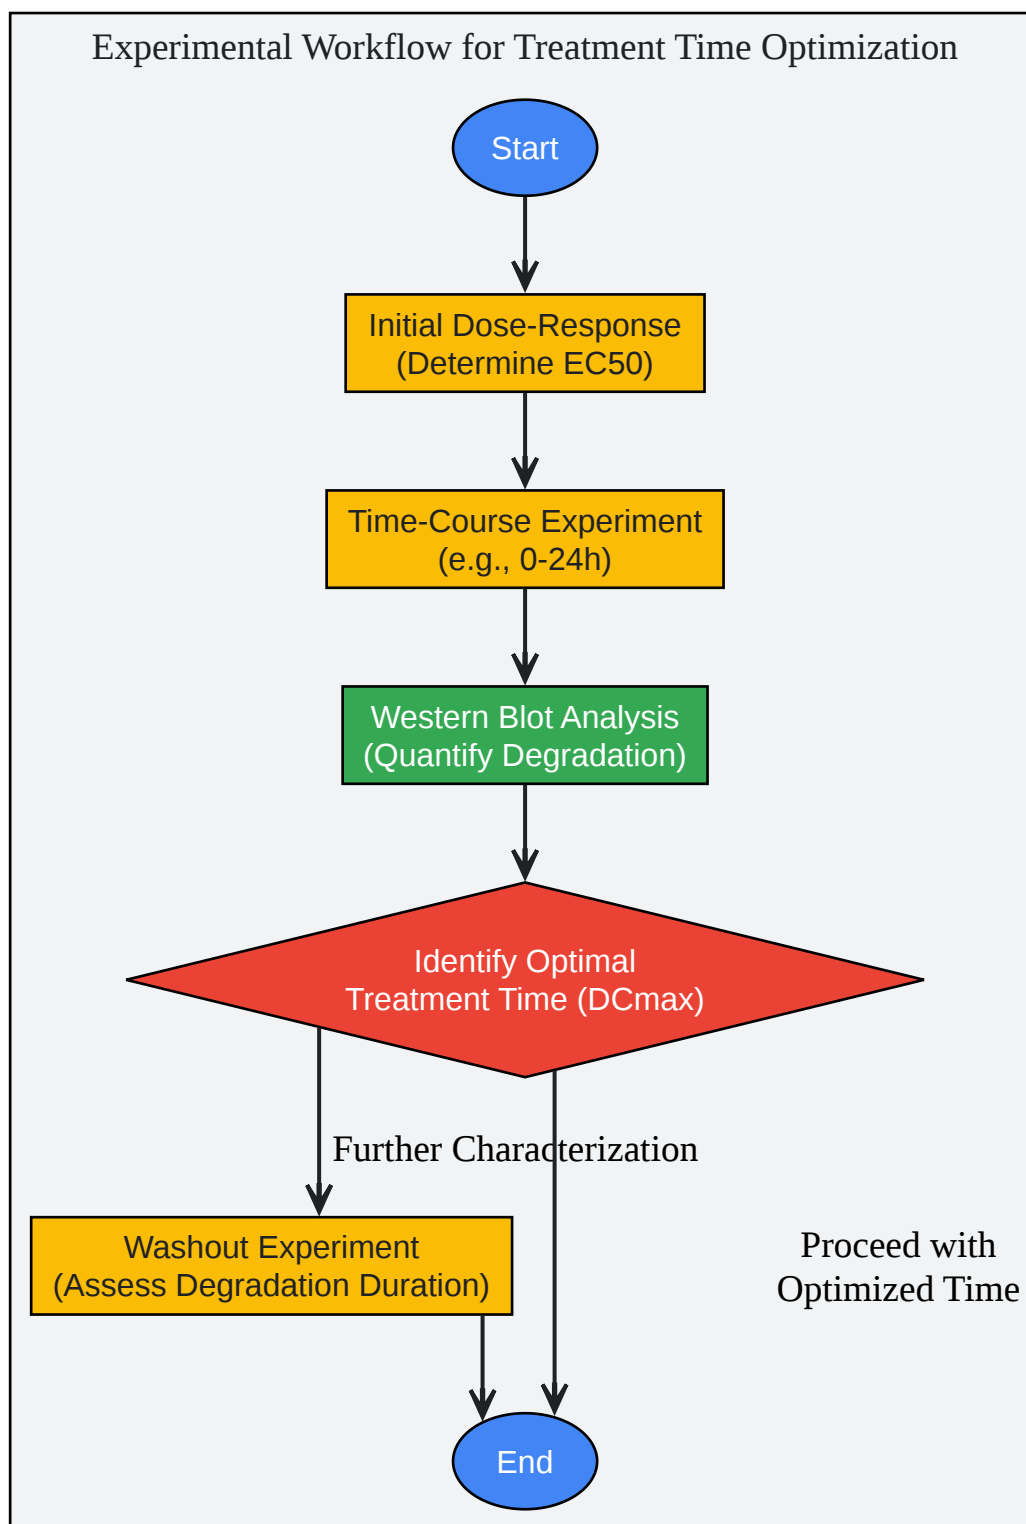 Experimental Workflow for Treatment Time Optimization
Start
Initial Dose-Response
(Determine EC50)
Time-Course Experiment
(e.g., 0-24h)
Western Blot Analysis
(Quantify Degradation)
Identify Optimal
Treatment Time (DCmax)
Further Characterization
Washout Experiment
(Assess Degradation Duration)
Proceed with
Optimized Time
End